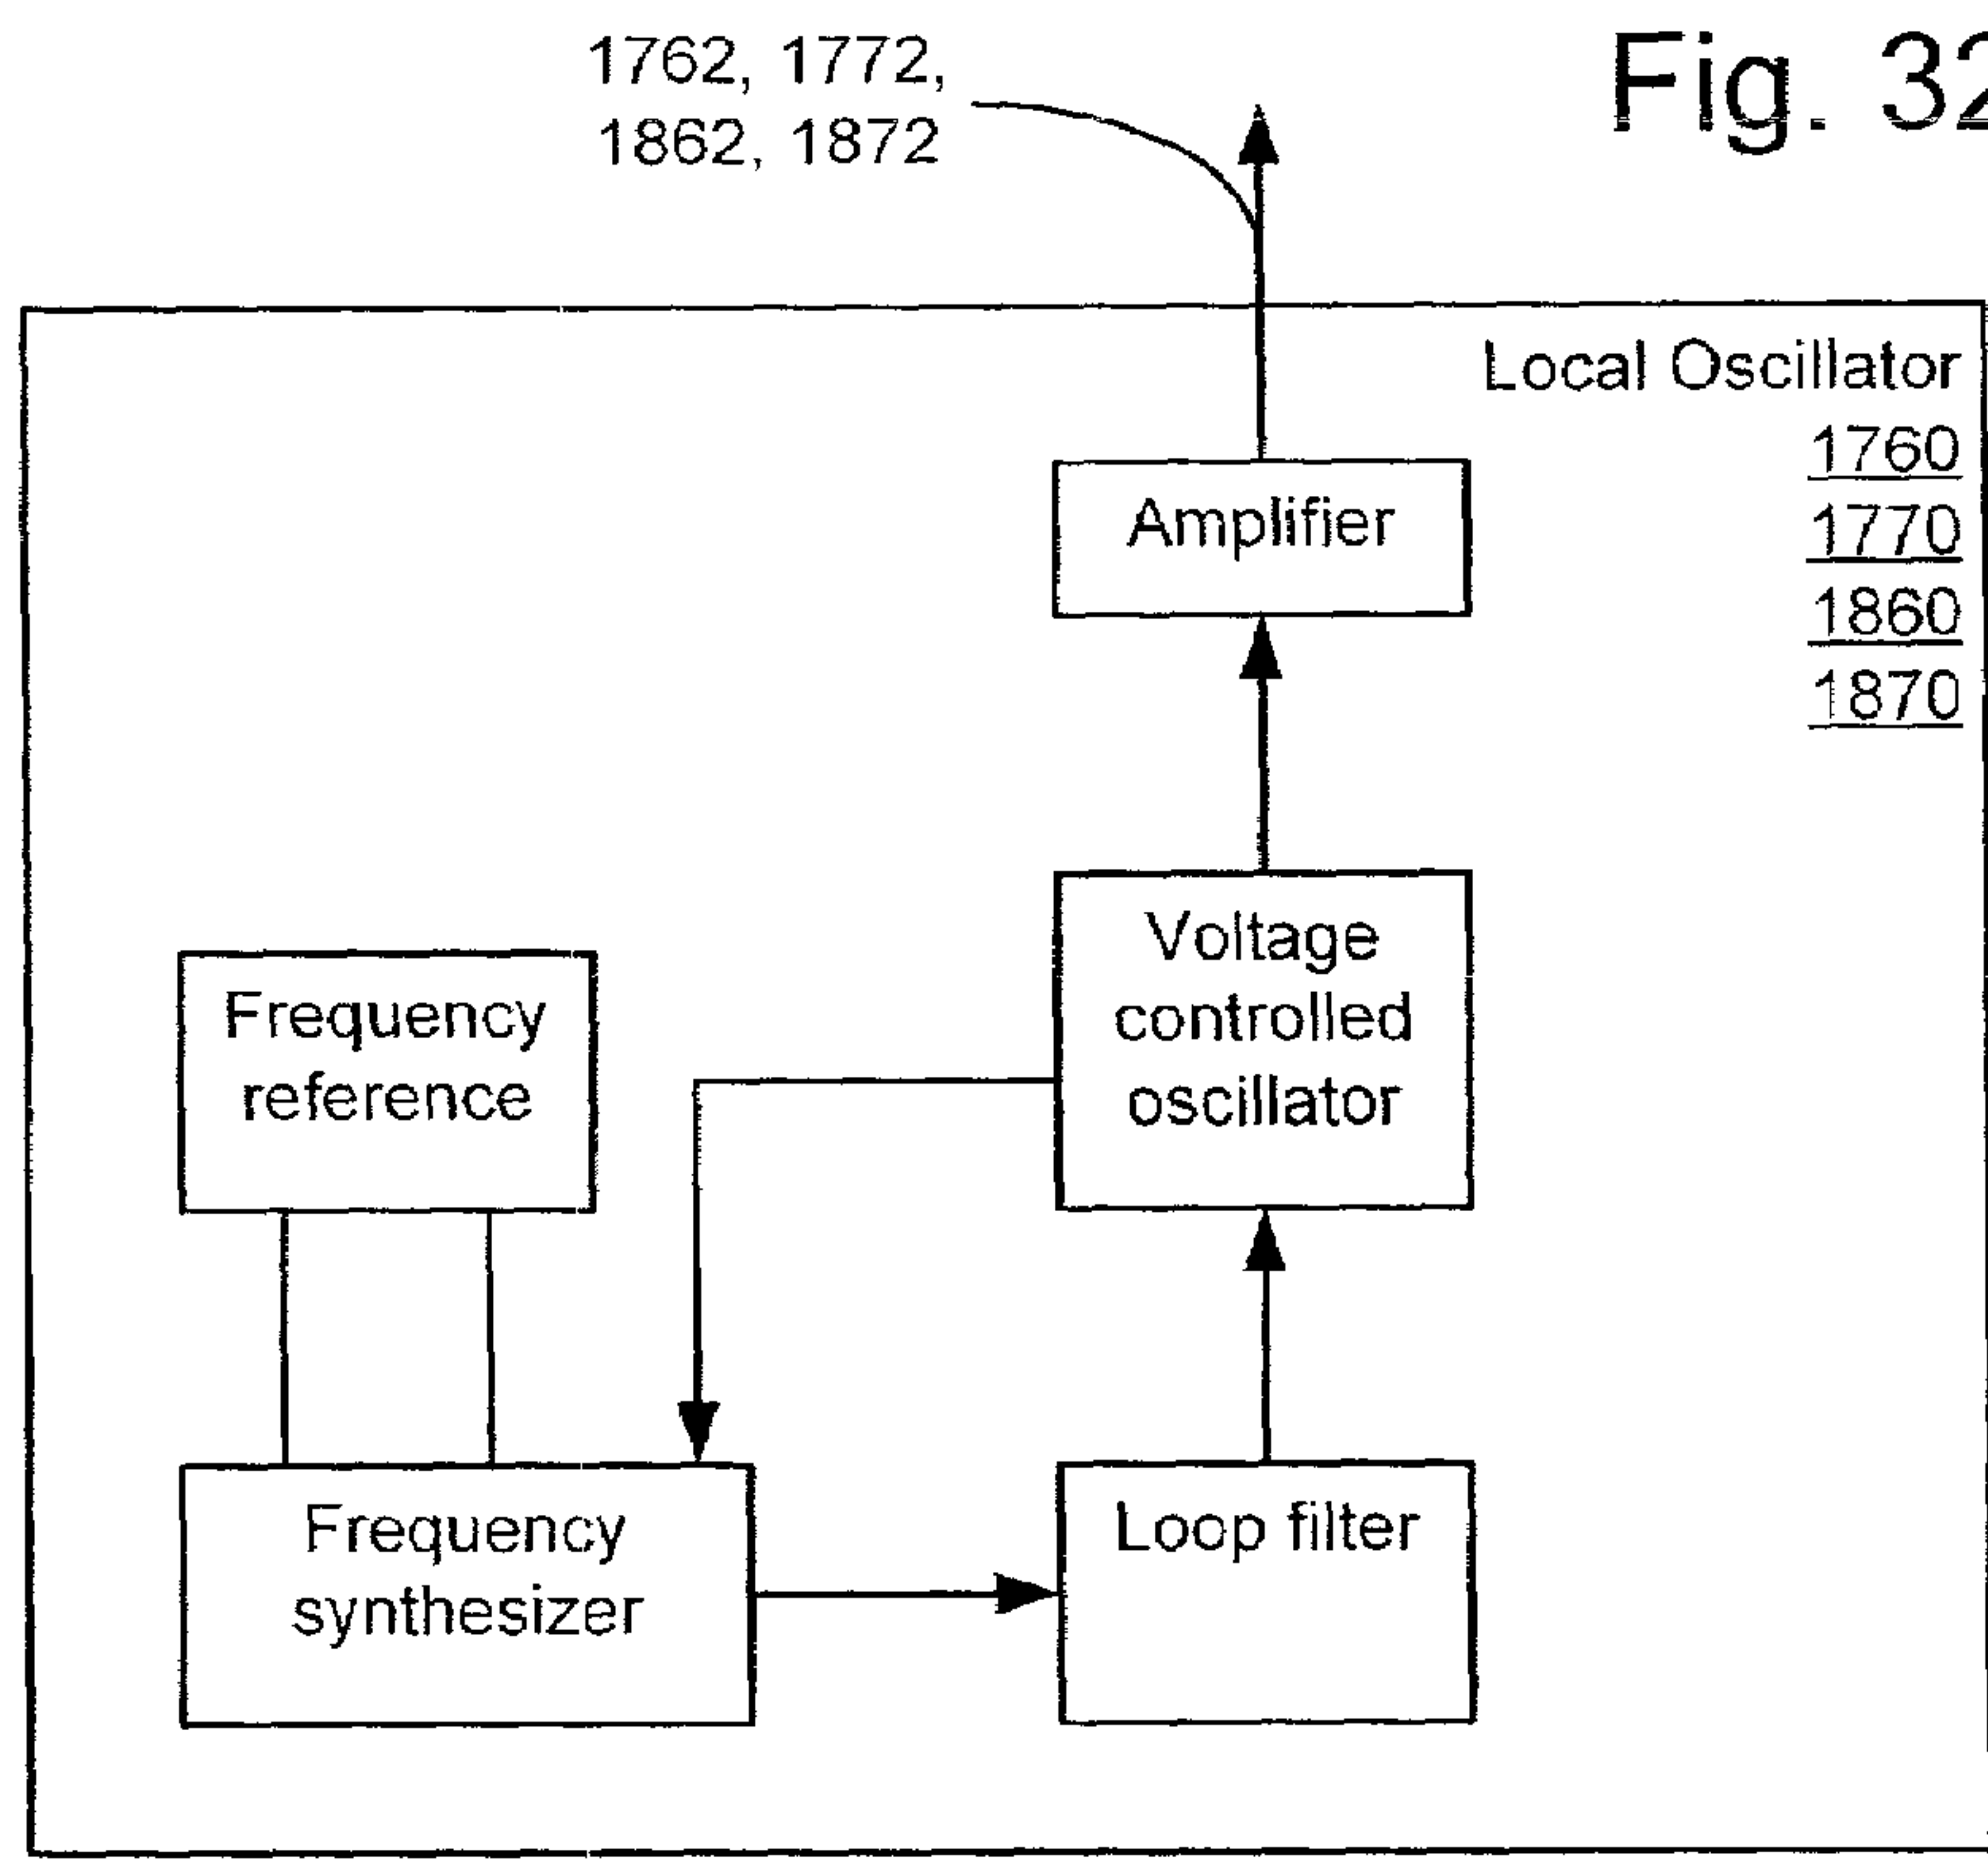 1762, 1772,
1862, 1872
Fig. 32
Local Oscillator
1760
1770
1860
1870
Amplifier
Voltage
controlled
oscillator
Frequency
reference
Frequency
synthesizer
Loop filter